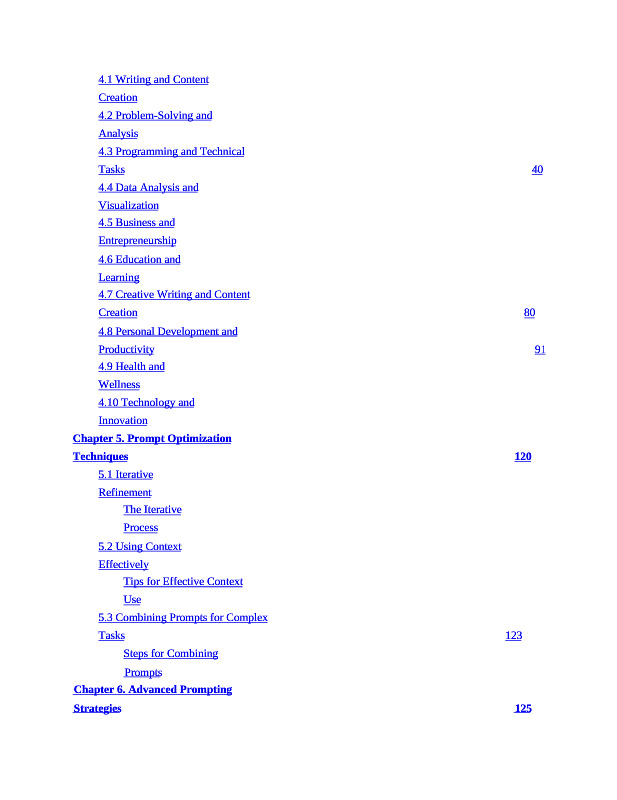 4.1 Writing and Content
Creation
4.2 Problem-Solving and
Analysis
4.3 Programming and Technical
Tasks 40
4.4 Data Analysis and
Visualization
4.5 Business and
Entrepreneurship
4.6 Education and
Learning
4.7 Creative Writing and Content
Creation 80
4.8 Personal Development and
Productivity 91
4.9 Health and
Wellness
4.10 Technology and
Innovation
Chapter 5. Prompt Optimization
Techniques 120
5.1 Iterative
Refinement
The Iterative
Process
5.2 Using Context
Effectively
Tips for Effective Context
Use
5.3 Combining Prompts for Complex
Tasks 123
Steps for Combining
Prompts
Chapter 6. Advanced Prompting
Strategies 125